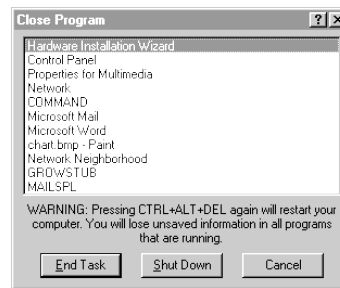 Close Program
Hardware Installation Wizard
Control Panel
Properties for Multimedia
Network
COMMAND
Microsoft Mail
Microsoft Word
chart.bmp - Paint
Network Neighborhood
GROWSTUB
MAILSPL
WARNING: Pressing CTRL+ALT+DEL again will restart your
computer. You will lose unsaved information in all programs
that are running.
End Task Shut Down Cancel